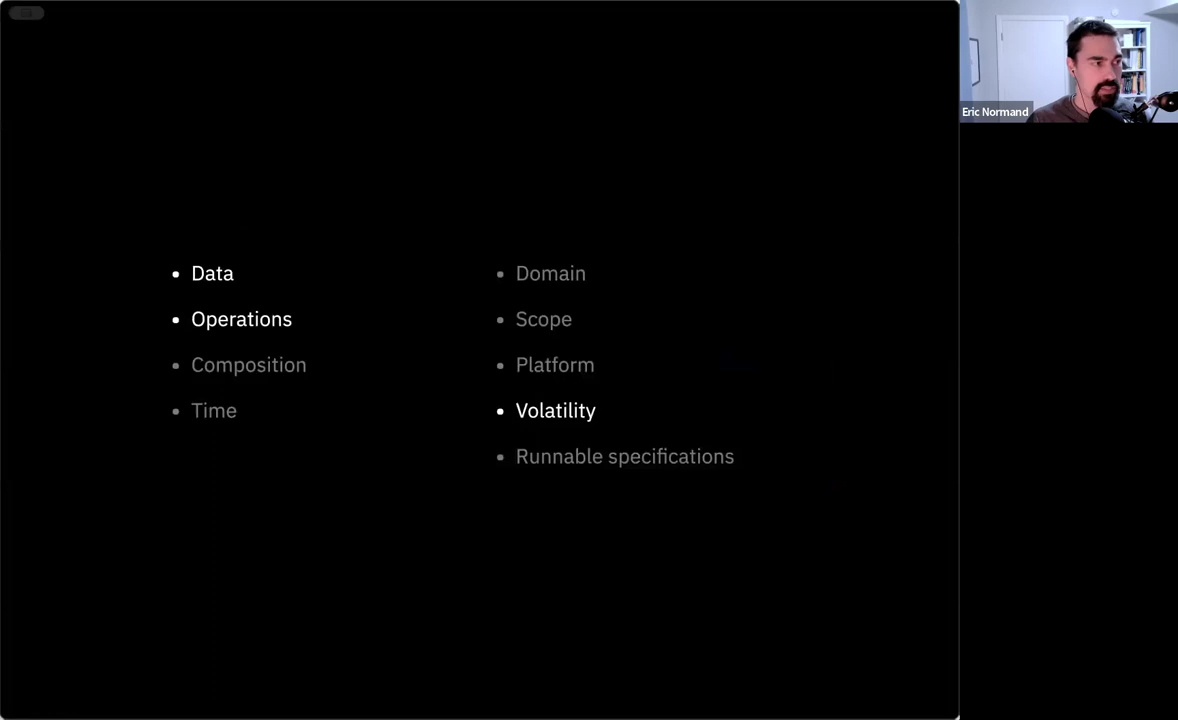 Data
Operations
Composition
Time
Domain
Scope
Platform
Volatility
Runnable specifications
Eric Normand